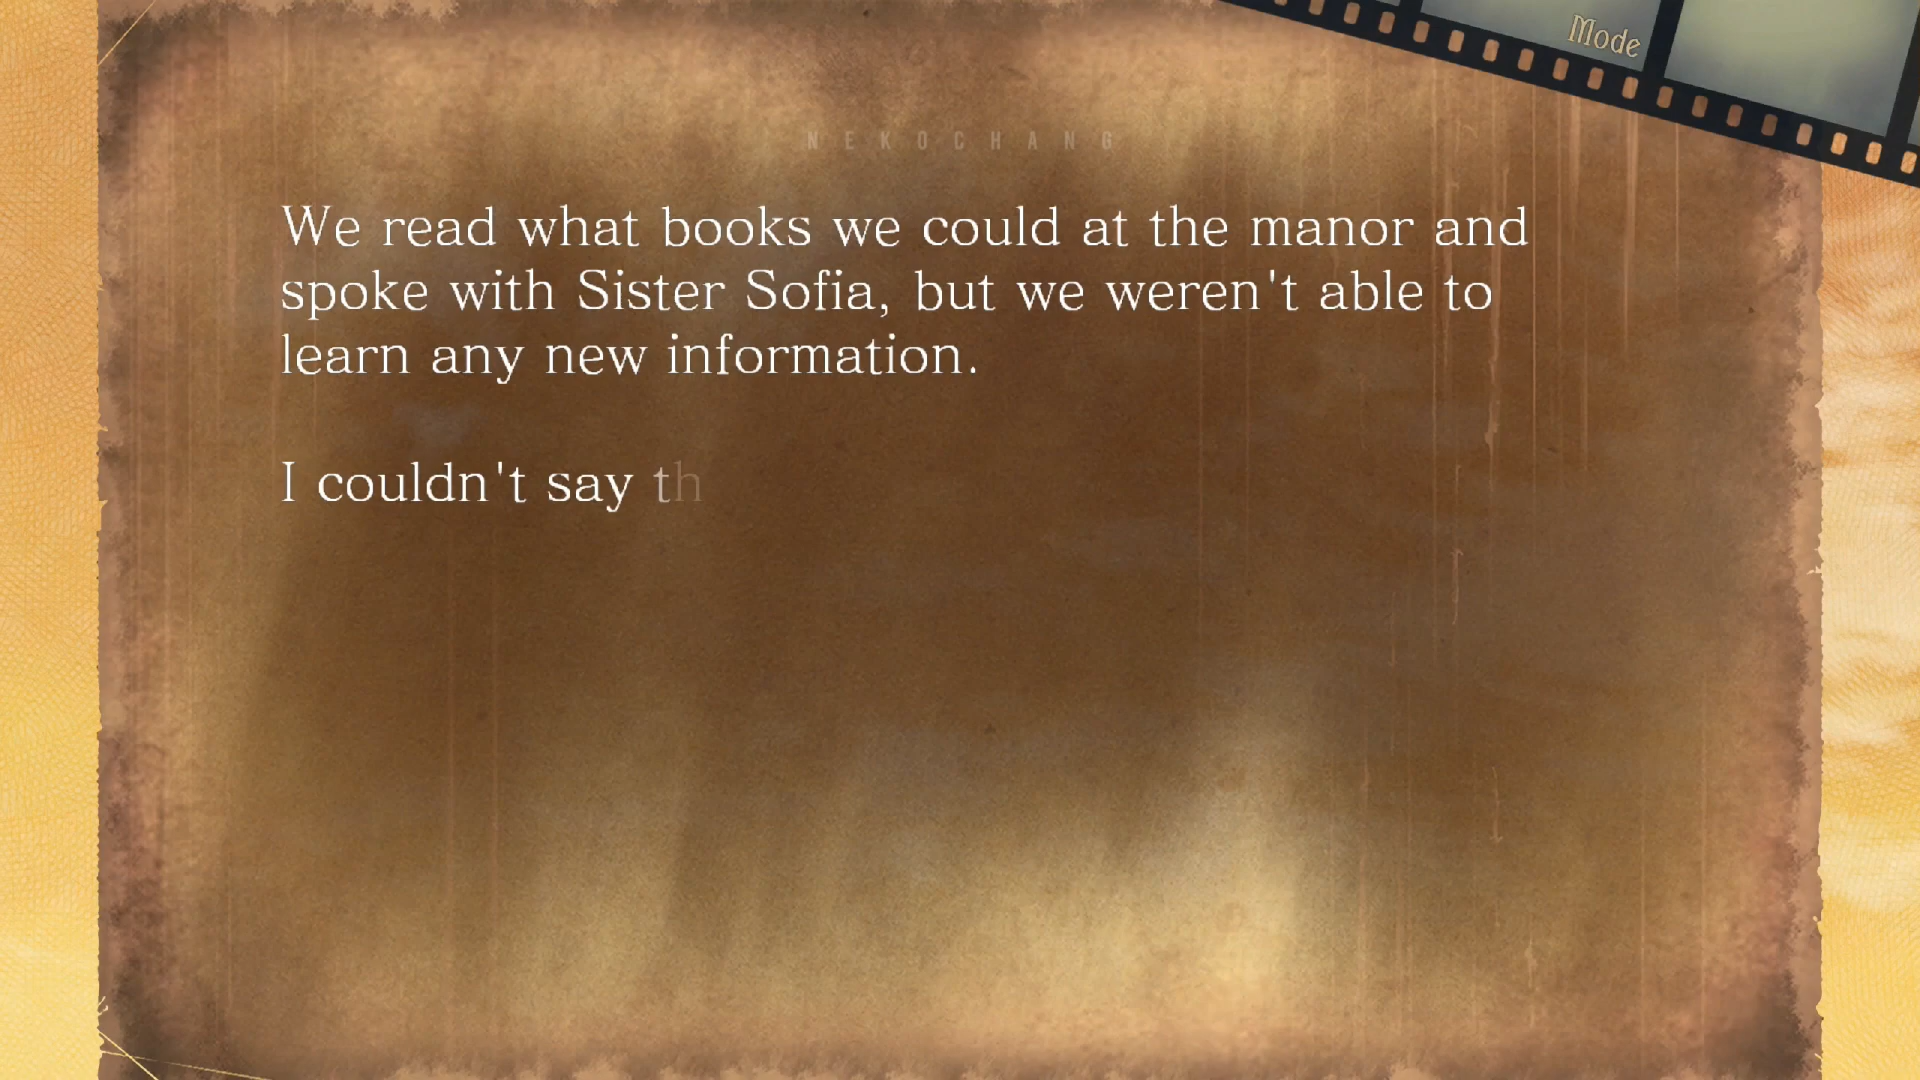 Mode
NEKOCHANG
We read what books we could at the manor and
spoke with Sister Sofia, but we weren't able to
learn any new information.
I couldn't say th